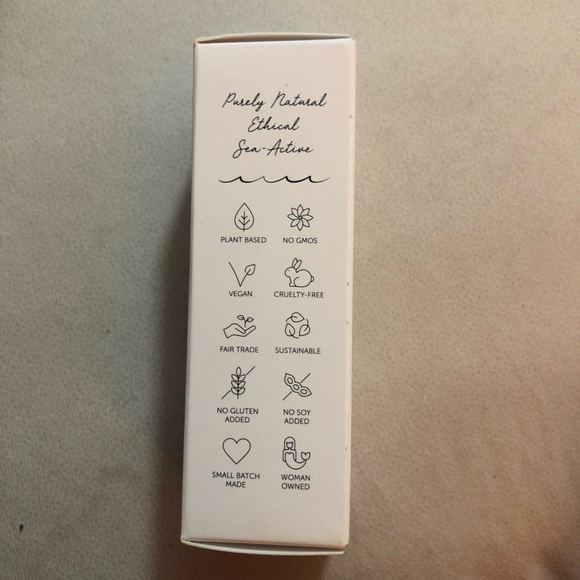 Purely Natural
Ethical
Sea-Active
PLANT BASED
NO GMOS
VEGAN
CRUELTY-FREE
FAIR TRADE
SUSTAINABLE
NO GLUTEN
ADDED
NO SOY
ADDED
SMALL BATCH
MADE
WOMAN
OWNED